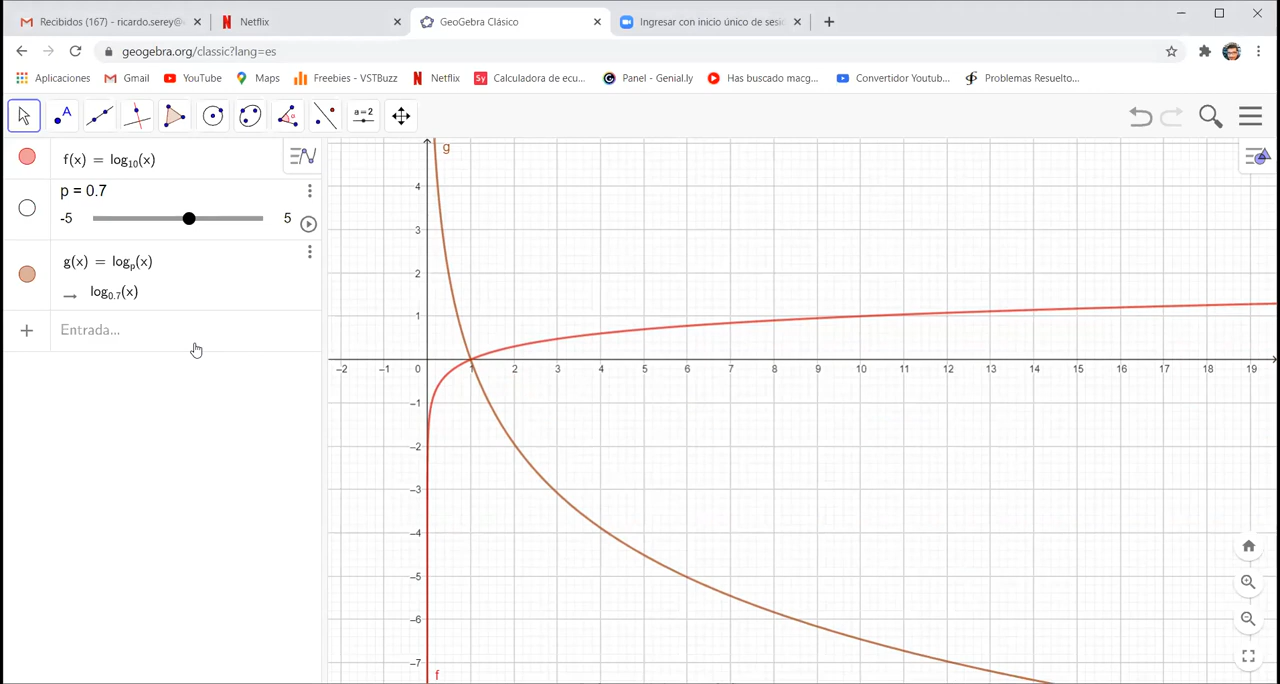 Recibidos (167) - ricardo.serey@
Netflix
GeoGebra Clásico
Ingresar con inicio único de sesi
geogebra.org/classic?lang=es
Aplicaciones
Gmail
YouTube
Maps
Freebies - VSTBuzz
Netflix
Sy Calculadora de ecu...
Panel - Genial.ly
Has buscado macg...
Convertidor Youtub...
Problemas Resuelto...
A
a=2
f(x) = log10(x)
p = 0.7
-5
5
g(x) = logp(x)
→ log0.7(x)
+ Entrada...
g
4
3
2
1
−2 −1 0 1 2 3 4 5 6 7 8 9 10 11 12 13 14 15 16 17 18 19
−1
−2
−3
−4
−5
−6
−7
f